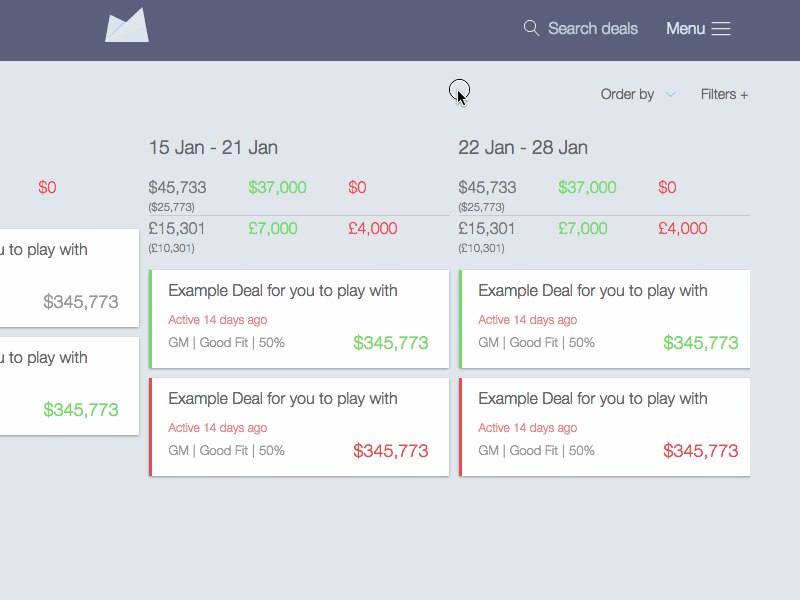 Search deals
Menu
Order by
Filters +
$0
u to play with
$345,773
u to play with
$345,773
15 Jan - 21 Jan
$45,733 $37,000 $0
($25,773)
£15,301 £7,000 £4,000
(£10,301)
Example Deal for you to play with
Active 14 days ago
GM | Good Fit | 50% $345,773
Example Deal for you to play with
Active 14 days ago
GM | Good Fit | 50% $345,773
22 Jan - 28 Jan
$45,733 $37,000 $0
($25,773)
£15,301 £7,000 £4,000
(£10,301)
Example Deal for you to play with
Active 14 days ago
GM | Good Fit | 50% $345,773
Example Deal for you to play with
Active 14 days ago
GM | Good Fit | 50% $345,773